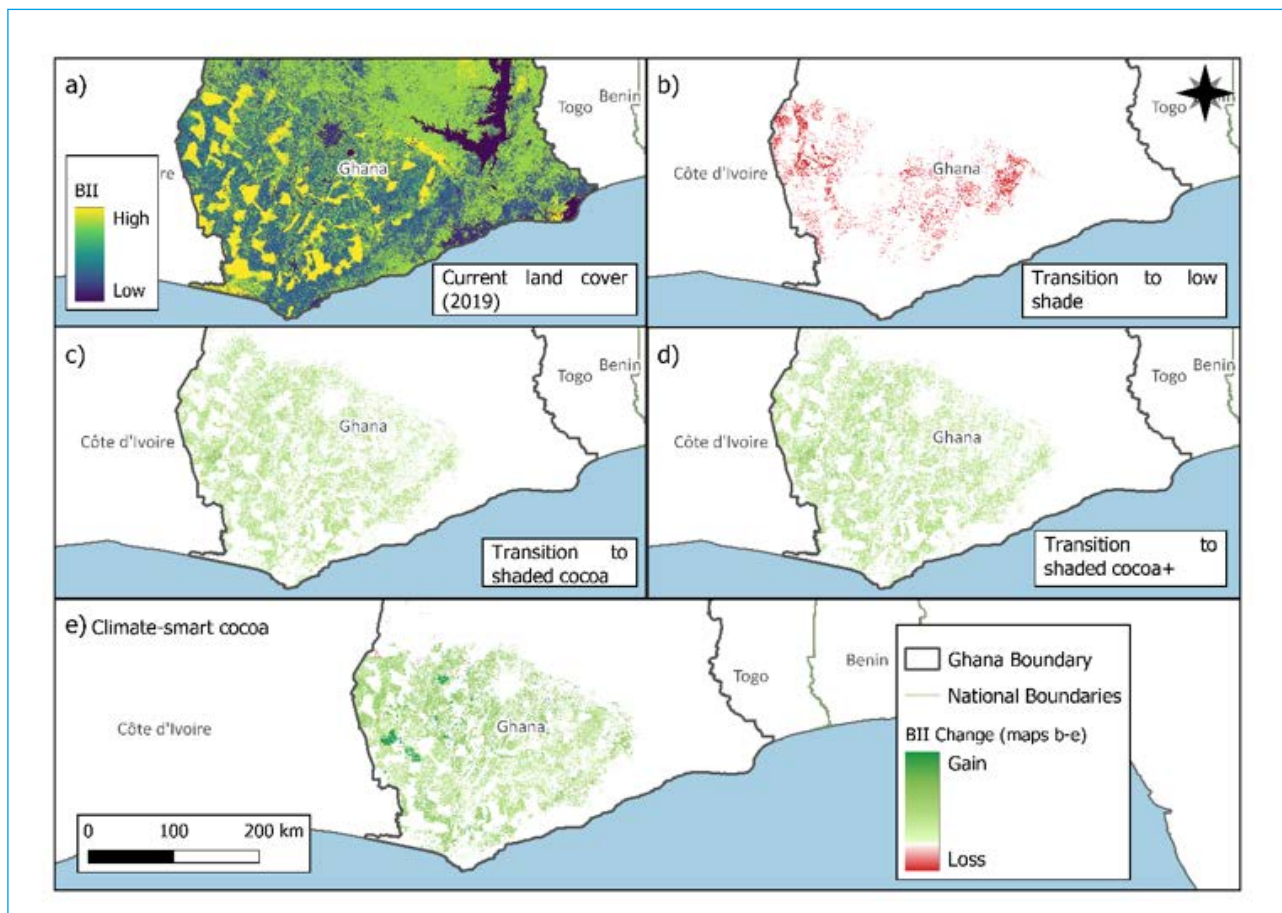 a)
Togo
Benin
Ghana
ire
BII
High
Low
Current land cover
(2019)
b)
Togo
Côte d'Ivoire
Ghana
Transition to low
shade
c)
Togo
Benin
Côte d'Ivoire
Ghana
Transition to
shaded cocoa
d)
Togo
Benin
Côte d'Ivoire
Ghana
Transition to
shaded cocoa+
e) Climate-smart cocoa
Togo
Benin
Côte d'Ivoire
Ghana
0 100 200 km
Ghana Boundary
National Boundaries
BII Change (maps b-e)
Gain
Loss